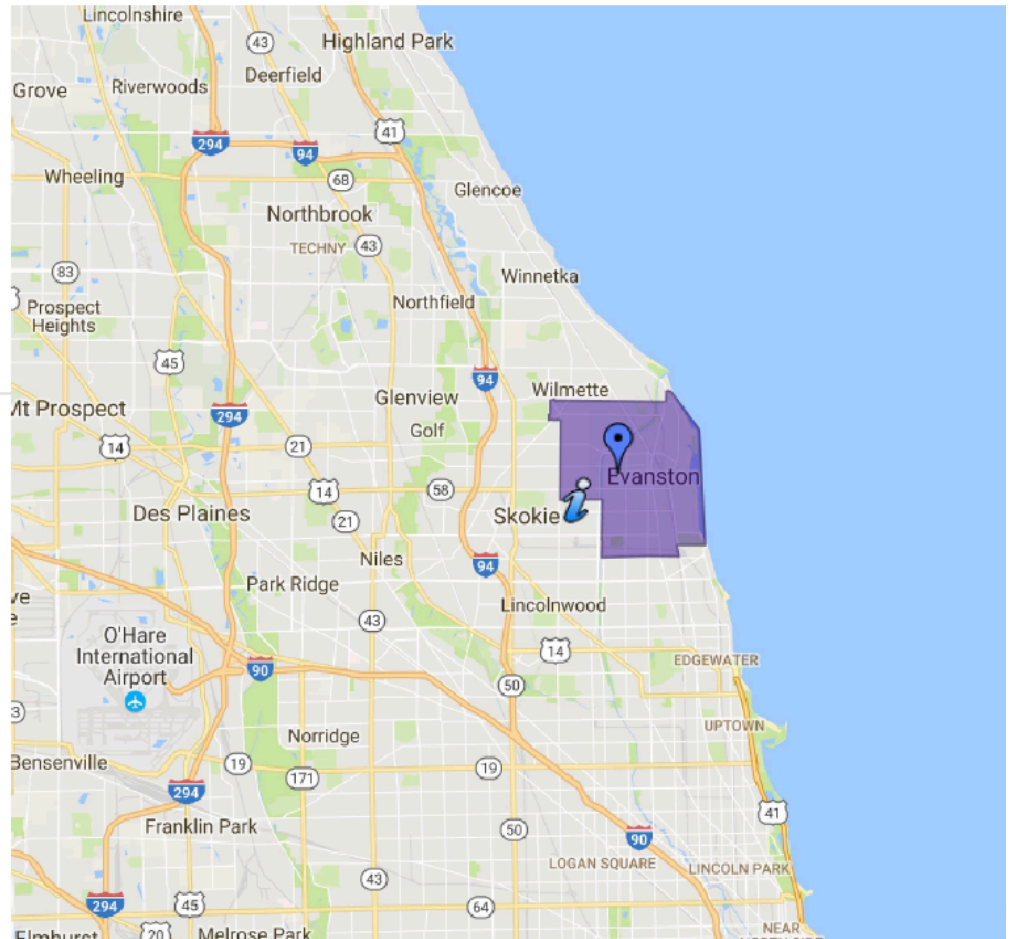 Lincolnshire
43
Highland Park
Deerfield
Grove
Riverwoods
41
294
94
Wheeling
68
Glencoe
Northbrook
TECHNY
43
83
Winnetka
Northfield
Prospect
Heights
45
94
Wilmette
Glenview
Mt Prospect
294
Golf
14
21
Evanston
58
14
Skokie
Des Plaines
21
Niles
94
Park Ridge
Lincolnwood
43
O'Hare
International
Airport
14
EDGEWATER
90
50
UPTOWN
Norridge
Bensenville
19
19
171
294
41
Franklin Park
50
90
LOGAN SQUARE
LINCOLN PARK
43
294
45
64
NEAR
Elmhurst
20
Melrose Park